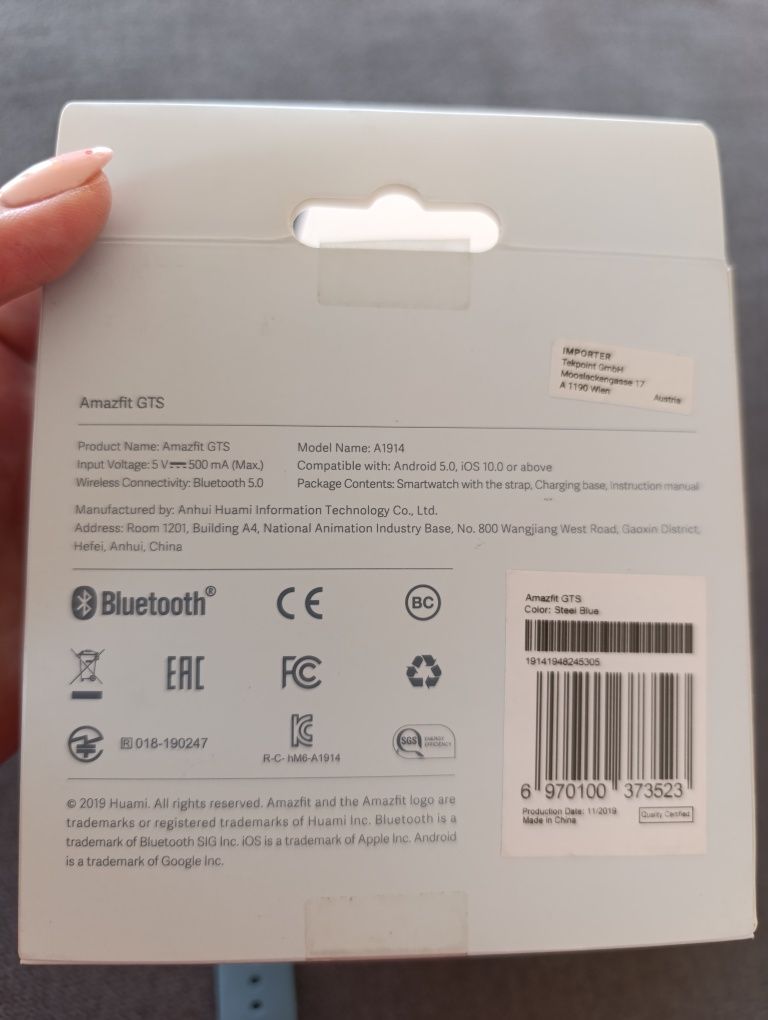 IMPORTER
Tekpoint GmbH
Mooslackengasse 17
A 1190 Wien
Austria
Amazfit GTS
Product Name: Amazfit GTS
Input Voltage: 5 V⎓500 mA (Max.)
Wireless Connectivity: Bluetooth 5.0
Model Name: A1914
Compatible with: Android 5.0, iOS 10.0 or above
Package Contents: Smartwatch with the strap, Charging base, Instruction manual
Manufactured by: Anhui Huami Information Technology Co., Ltd.
Address: Room 1201, Building A4, National Animation Industry Base, No. 800 Wangjiang West Road, Gaoxin District,
Hefei, Anhui, China
Bluetooth®
CE
BC
EAC
FC
R 018-190247
KC
R-C- hM6-A1914
SGS ENERGY
EFFICIENCY
© 2019 Huami. All rights reserved. Amazfit and the Amazfit logo are
trademarks or registered trademarks of Huami Inc. Bluetooth is a
trademark of Bluetooth SIG Inc. iOS is a trademark of Apple Inc. Android
is a trademark of Google Inc.
Amazfit GTS
Color: Steel Blue
19141948245305
6 970100 373523
Production Date: 11/2019
Made in China
Quality Certified